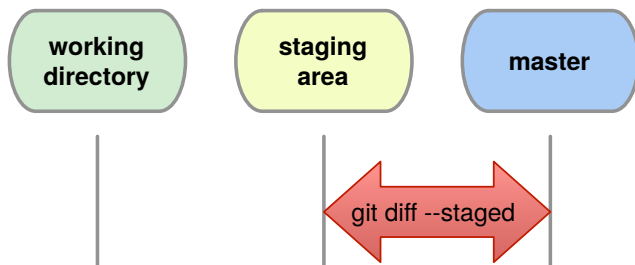 working
directory
staging
area
master
git diff --staged